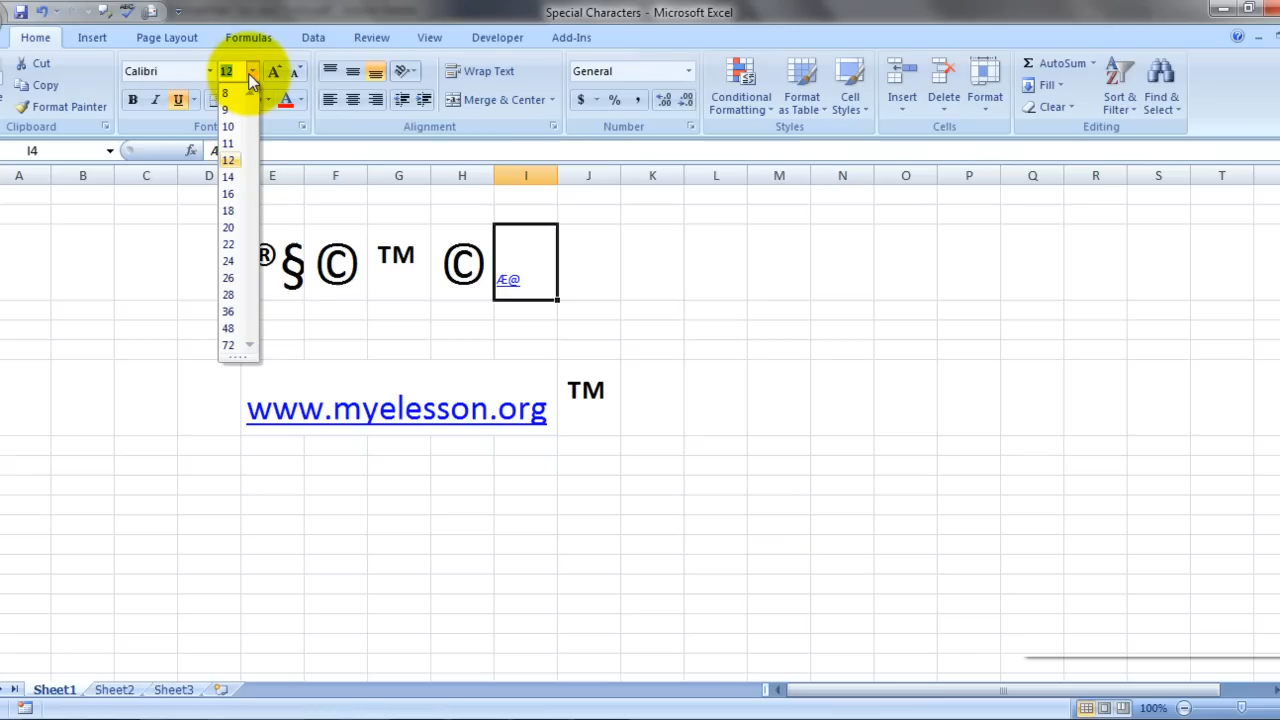 Special Characters - Microsoft Excel
Home Insert Page Layout Formulas Data Review View Developer Add-Ins
Cut
Copy
Format Painter
Clipboard
Calibri 12 A A
B I U A
Font
Wrap Text
Merge & Center
Alignment
General
$ % ,
Number
Conditional Formatting
Format as Table
Cell Styles
Styles
Insert Delete Format
Cells
AutoSum
Fill
Clear
Sort & Filter
Find & Select
Editing
I4 fx
8
9
10
11
12
14
16
18
20
22
24
26
28
36
48
72
A B C D E F G H I J K L M N O P Q R S T
®§© ™ © Æ@
www.myelesson.org ™
Sheet1 Sheet2 Sheet3
100%